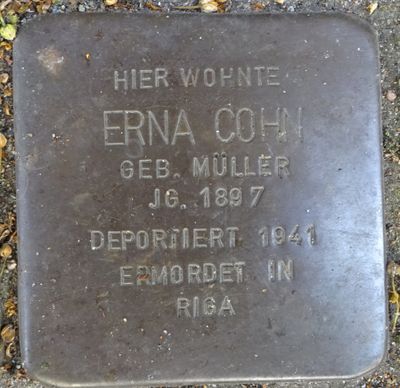 HIER WOHNTE
ERNA COHN
GEB. MÜLLER
JG. 1897
DEPORTIERT 1941
ERMORDET IN
RIGA